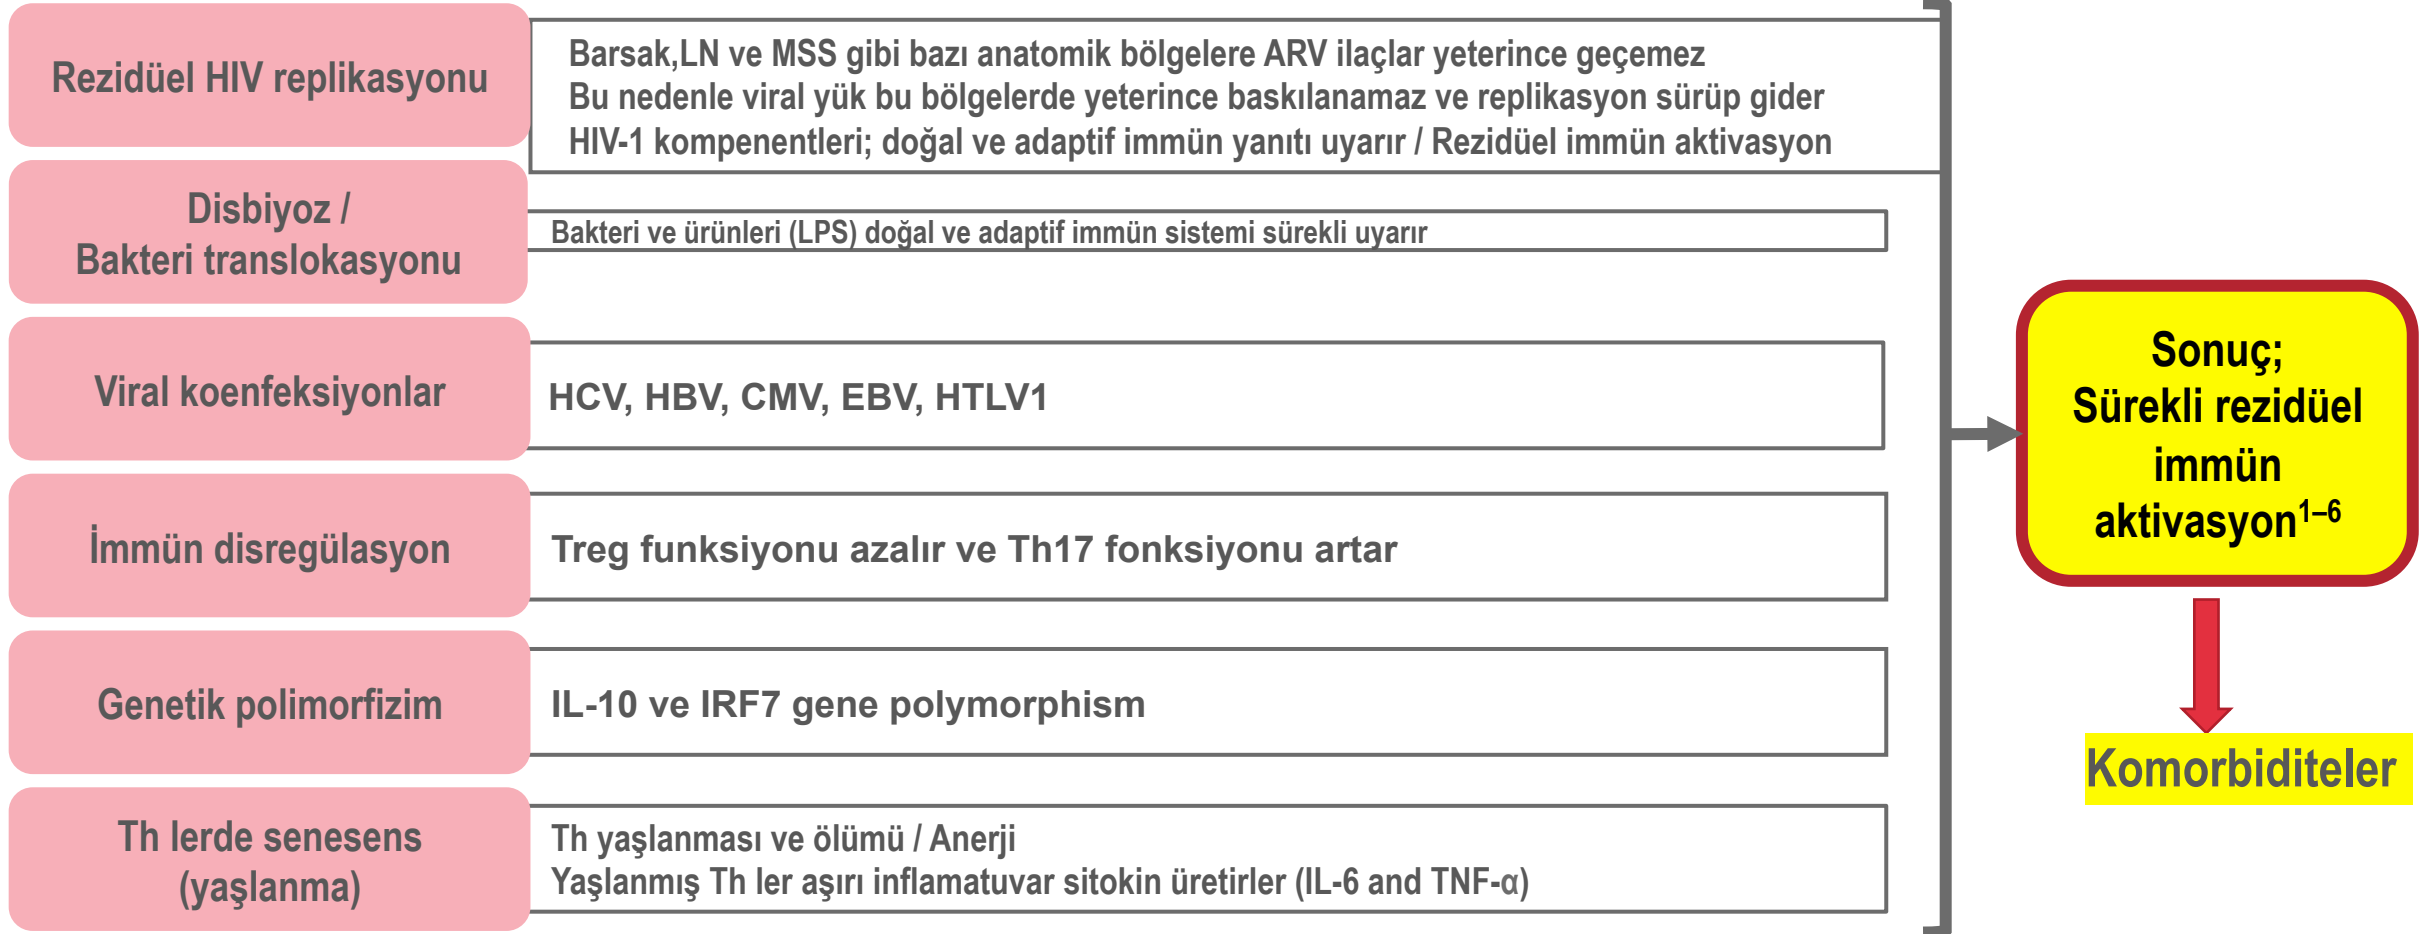 Rezidüel HIV replikasyonu
Barsak,LN ve MSS gibi bazı anatomik bölgelere ARV ilaçlar yeterince geçemez
Bu nedenle viral yük bu bölgelerde yeterince baskılanamaz ve replikasyon sürüp gider
HIV-1 kompenentleri; doğal ve adaptif immün yanıtı uyarır / Rezidüel immün aktivasyon
Disbiyoz /
Bakteri translokasyonu
Bakteri ve ürünleri (LPS) doğal ve adaptif immün sistemi sürekli uyarır
Viral koenfeksiyonlar
HCV, HBV, CMV, EBV, HTLV1
İmmün disregülasyon
Treg funksiyonu azalır ve Th17 fonksiyonu artar
Genetik polimorfizim
IL-10 ve IRF7 gene polymorphism
Th lerde senesens
(yaşlanma)
Th yaşlanması ve ölümü / Anerji
Yaşlanmış Th ler aşırı inflamatuvar sitokin üretirler (IL-6 and TNF-α)
Sonuç;
Sürekli rezidüel
immün
aktivasyon¹⁻⁶
Komorbiditeler